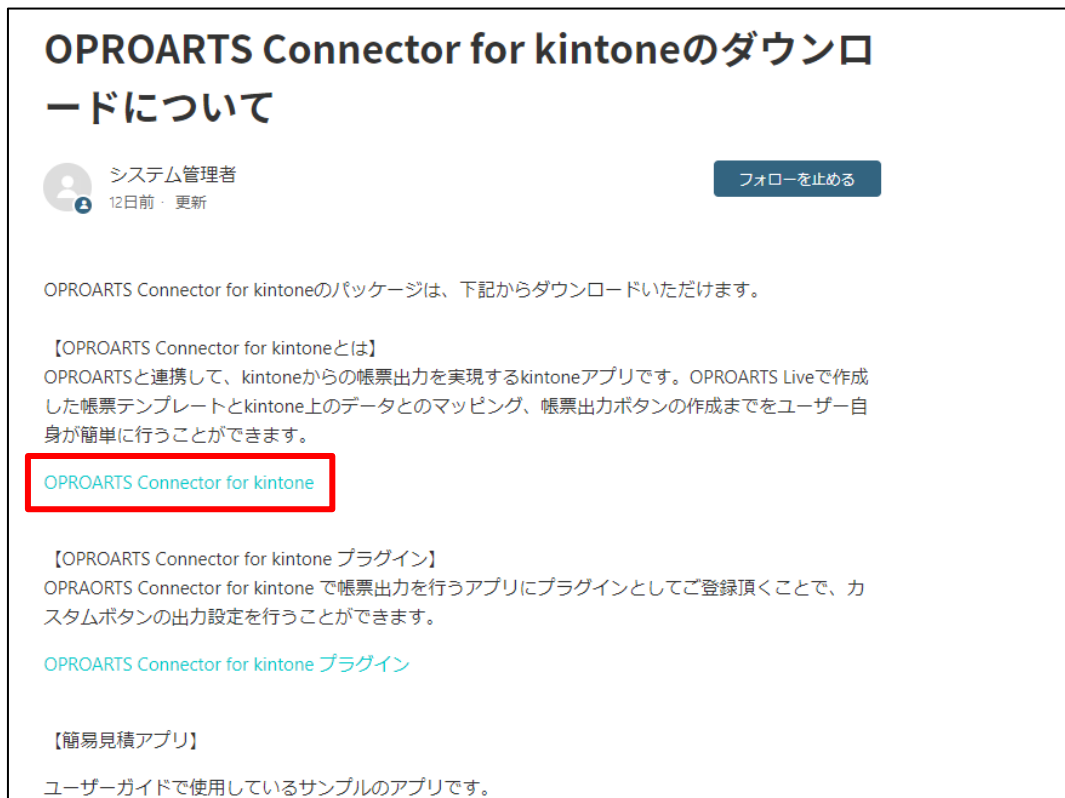 OPROARTS Connector for kintoneのダウンロ
ードについて
システム管理者
12日前 · 更新
フォローを止める
OPROARTS Connector for kintoneのパッケージは、下記からダウンロードいただけます。
【OPROARTS Connector for kintoneとは】
OPROARTSと連携して、kintoneからの帳票出力を実現するkintoneアプリです。OPROARTS Liveで作成
した帳票テンプレートとkintone上のデータとのマッピング、帳票出力ボタンの作成までをユーザー自
身が簡単に行うことができます。
OPROARTS Connector for kintone
【OPROARTS Connector for kintone プラグイン】
OPRAORTS Connector for kintone で帳票出力を行うアプリにプラグインとしてご登録頂くことで、カ
スタムボタンの出力設定を行うことができます。
OPROARTS Connector for kintone プラグイン
【簡易見積アプリ】
ユーザーガイドで使用しているサンプルのアプリです。